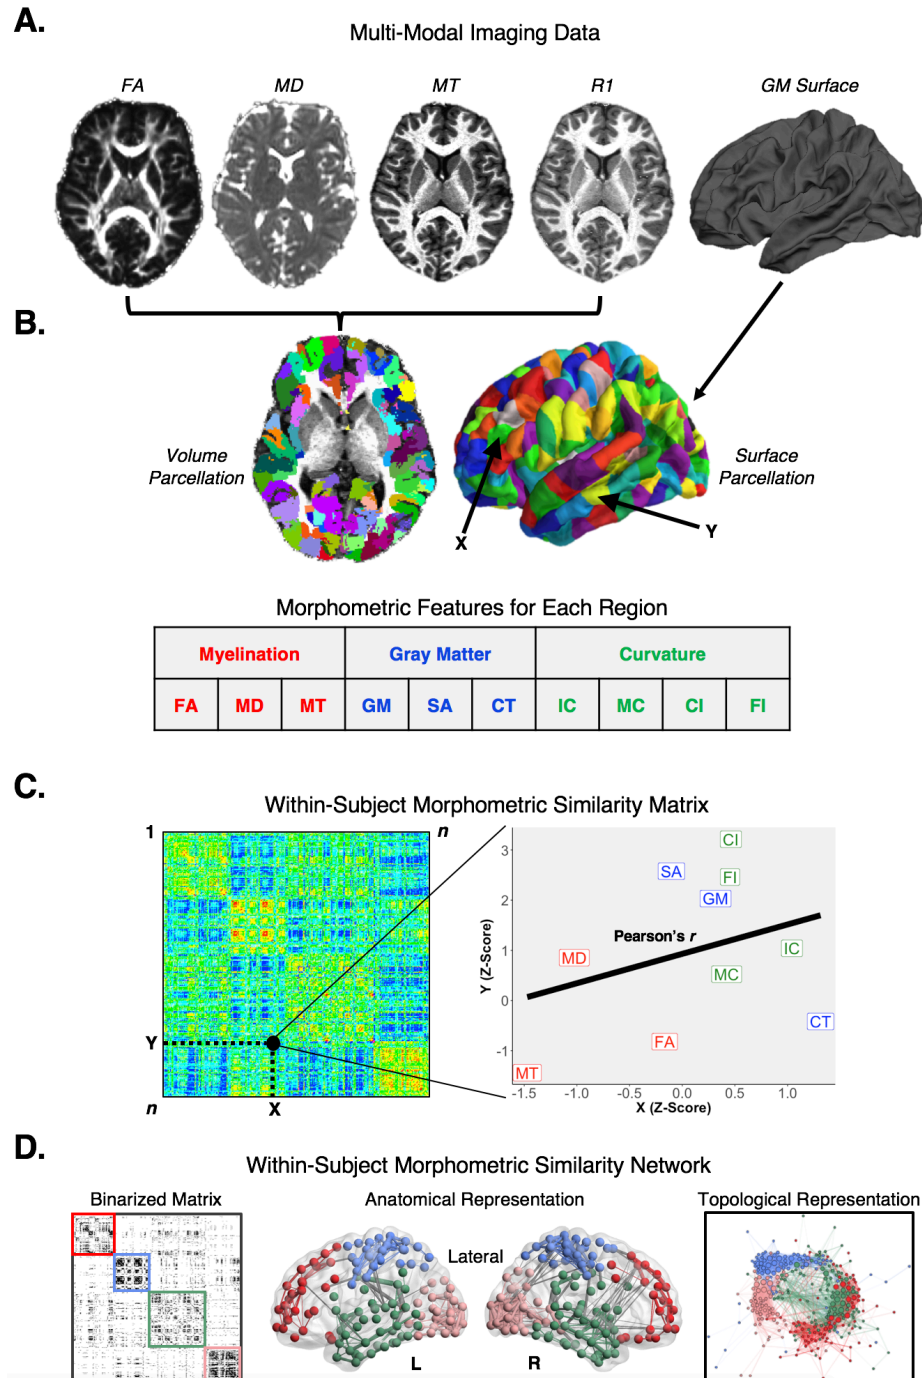 A.
Multi-Modal Imaging Data
FA MD MT R1 GM Surface
B.
Volume
Parcellation
Surface
Parcellation
X
Y
Morphometric Features for Each Region
Myelination Gray Matter Curvature
FA MD MT GM SA CT IC MC CI FI
C.
Within-Subject Morphometric Similarity Matrix
1
n
Y
n
X
Y (Z-Score)
3
2
1
0
-1
CI
SA
FI
GM
Pearson's r
MD
IC
MC
CT
FA
MT
-1.5 -1.0 -0.5 0.0 0.5 1.0
X (Z-Score)
D.
Within-Subject Morphometric Similarity Network
Binarized Matrix Anatomical Representation Topological Representation
Lateral
L R